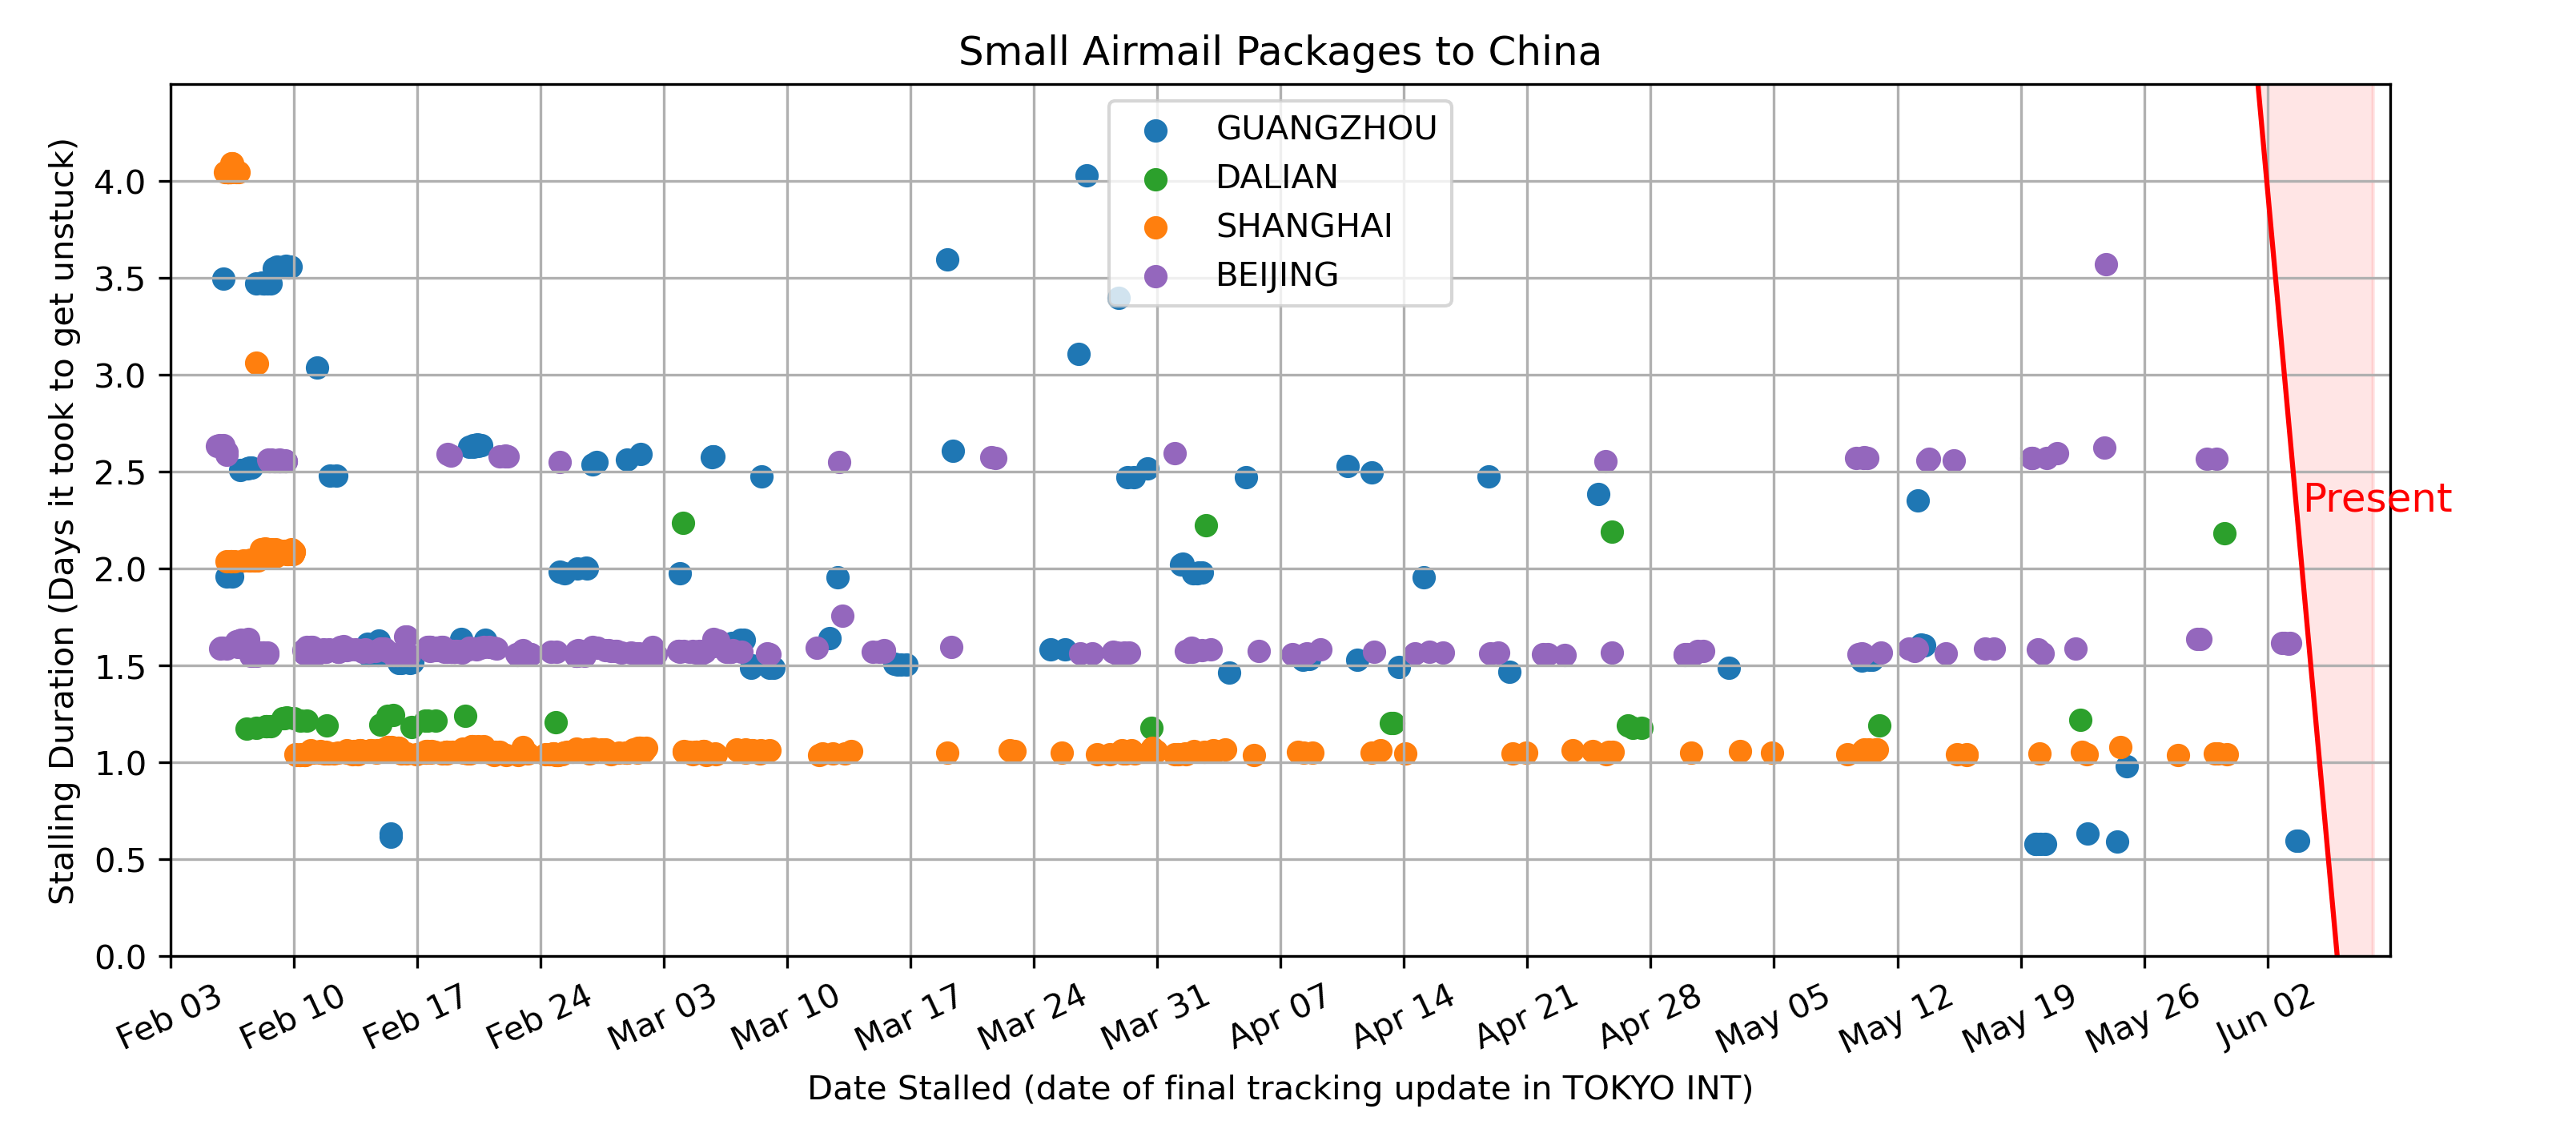 Small Airmail Packages to China
GUANGZHOU
DALIAN
SHANGHAI
BEIJING
Stalling Duration (Days it took to get unstuck)
4.0
3.5
3.0
2.5
2.0
1.5
1.0
0.5
0.0
Present
Feb 03
Feb 10
Feb 17
Feb 24
Mar 03
Mar 10
Mar 17
Mar 24
Mar 31
Apr 07
Apr 14
Apr 21
Apr 28
May 05
May 12
May 19
May 26
Jun 02
Date Stalled (date of final tracking update in TOKYO INT)